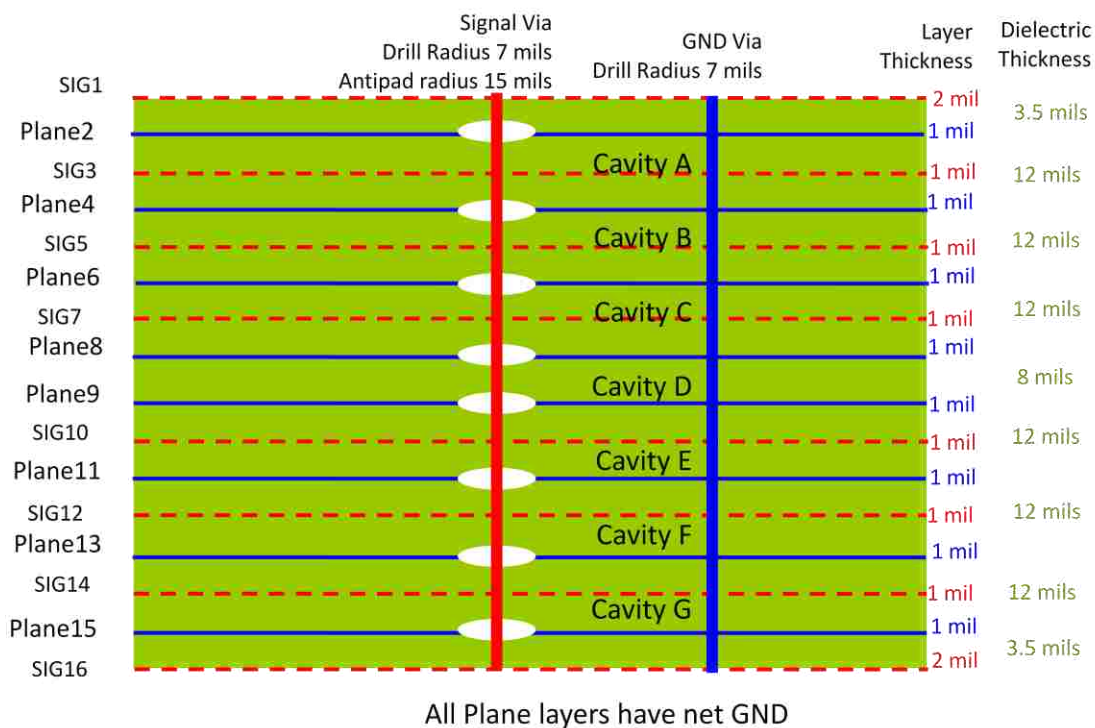 Signal Via
Drill Radius 7 mils
Antipad radius 15 mils
GND Via
Drill Radius 7 mils
Layer
Thickness
Dielectric
Thickness
SIG1
2 mil
3.5 mils
Plane2
1 mil
Cavity A
SIG3
1 mil
12 mils
Plane4
1 mil
Cavity B
SIG5
1 mil
12 mils
Plane6
1 mil
Cavity C
SIG7
1 mil
12 mils
Plane8
1 mil
Cavity D
8 mils
Plane9
1 mil
SIG10
1 mil
12 mils
Cavity E
Plane11
1 mil
SIG12
1 mil
12 mils
Cavity F
Plane13
1 mil
SIG14
1 mil
12 mils
Cavity G
Plane15
1 mil
3.5 mils
SIG16
2 mil
All Plane layers have net GND